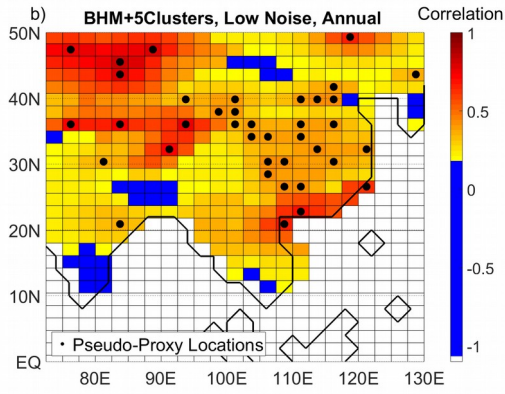 b)
BHM+5Clusters, Low Noise, Annual
Correlation
50N
40N
30N
20N
10N
EQ
• Pseudo-Proxy Locations
80E 90E 100E 110E 120E 130E
1
0.5
0
-0.5
-1